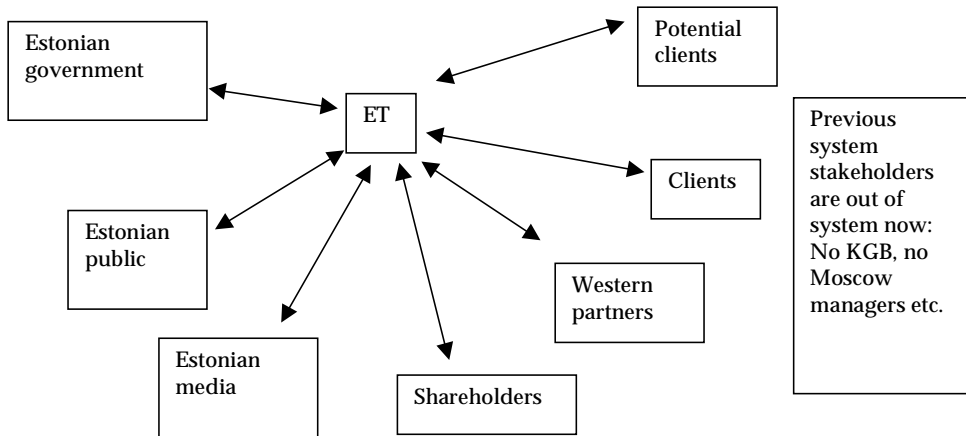 Estonian
government
Potential
clients
ET
Previous
system
stakeholders
are out of
system now:
No KGB, no
Moscow
managers etc.
Clients
Estonian
public
Western
partners
Estonian
media
Shareholders